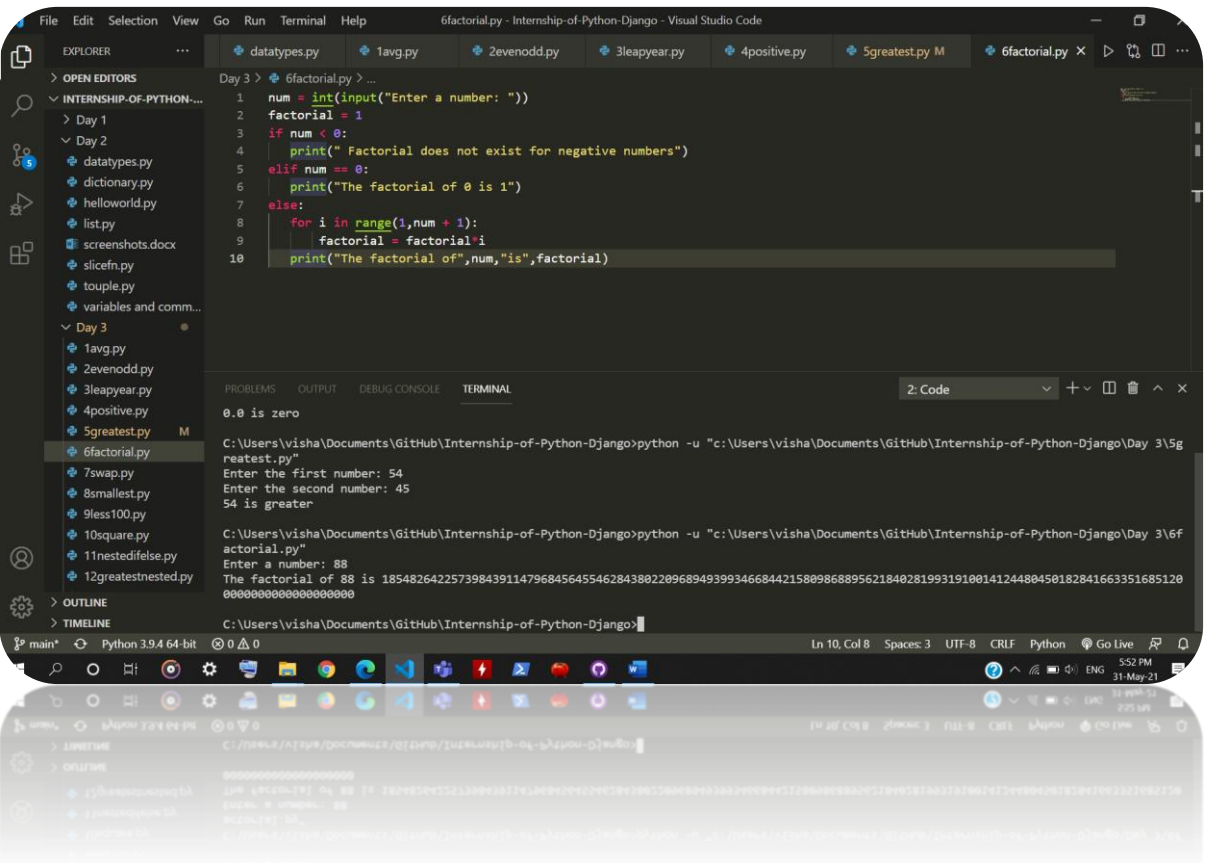 File Edit Selection View Go Run Terminal Help 6factorial.py - Internship-of-Python-Django - Visual Studio Code
EXPLORER ... datatypes.py 1avg.py 2evenodd.py 3leapyear.py 4positive.py 5greatest.py M 6factorial.py
> OPEN EDITORS
INTERNSHIP-OF-PYTHON-...
> Day 1
Day 2
datatypes.py
dictionary.py
helloworld.py
list.py
screenshots.docx
slicefn.py
touple.py
variables and comm...
Day 3
1avg.py
2evenodd.py
3leapyear.py
4positive.py
5greatest.py M
6factorial.py
7swap.py
8smallest.py
9less100.py
10square.py
11nestedifelse.py
12greatestnested.py
> OUTLINE
> TIMELINE
5
Day 3 > 6factorial.py > ...
1 num = int(input("Enter a number: "))
2 factorial = 1
3 if num < 0:
4 print(" Factorial does not exist for negative numbers")
5 elif num == 0:
6 print("The factorial of 0 is 1")
7 else:
8 for i in range(1,num + 1):
9 factorial = factorial*i
10 print("The factorial of",num,"is",factorial)
PROBLEMS OUTPUT DEBUG CONSOLE TERMINAL 2: Code
0.0 is zero
C:\Users\visha\Documents\GitHub\Internship-of-Python-Django>python -u "c:\Users\visha\Documents\GitHub\Internship-of-Python-Django\Day 3\5g
reatest.py"
Enter the first number: 54
Enter the second number: 45
54 is greater
C:\Users\visha\Documents\GitHub\Internship-of-Python-Django>python -u "c:\Users\visha\Documents\GitHub\Internship-of-Python-Django\Day 3\6f
actorial.py"
Enter a number: 88
The factorial of 88 is 185482642257398439114796845645546284380220968949399346684421580986889562184028199319100141244804501828416633516851200000000000000000000
C:\Users\visha\Documents\GitHub\Internship-of-Python-Django>
main* Python 3.9.4 64-bit 0 0 Ln 10, Col 8 Spaces: 3 UTF-8 CRLF Python Go Live
ENG 5:52 PM
31-May-21